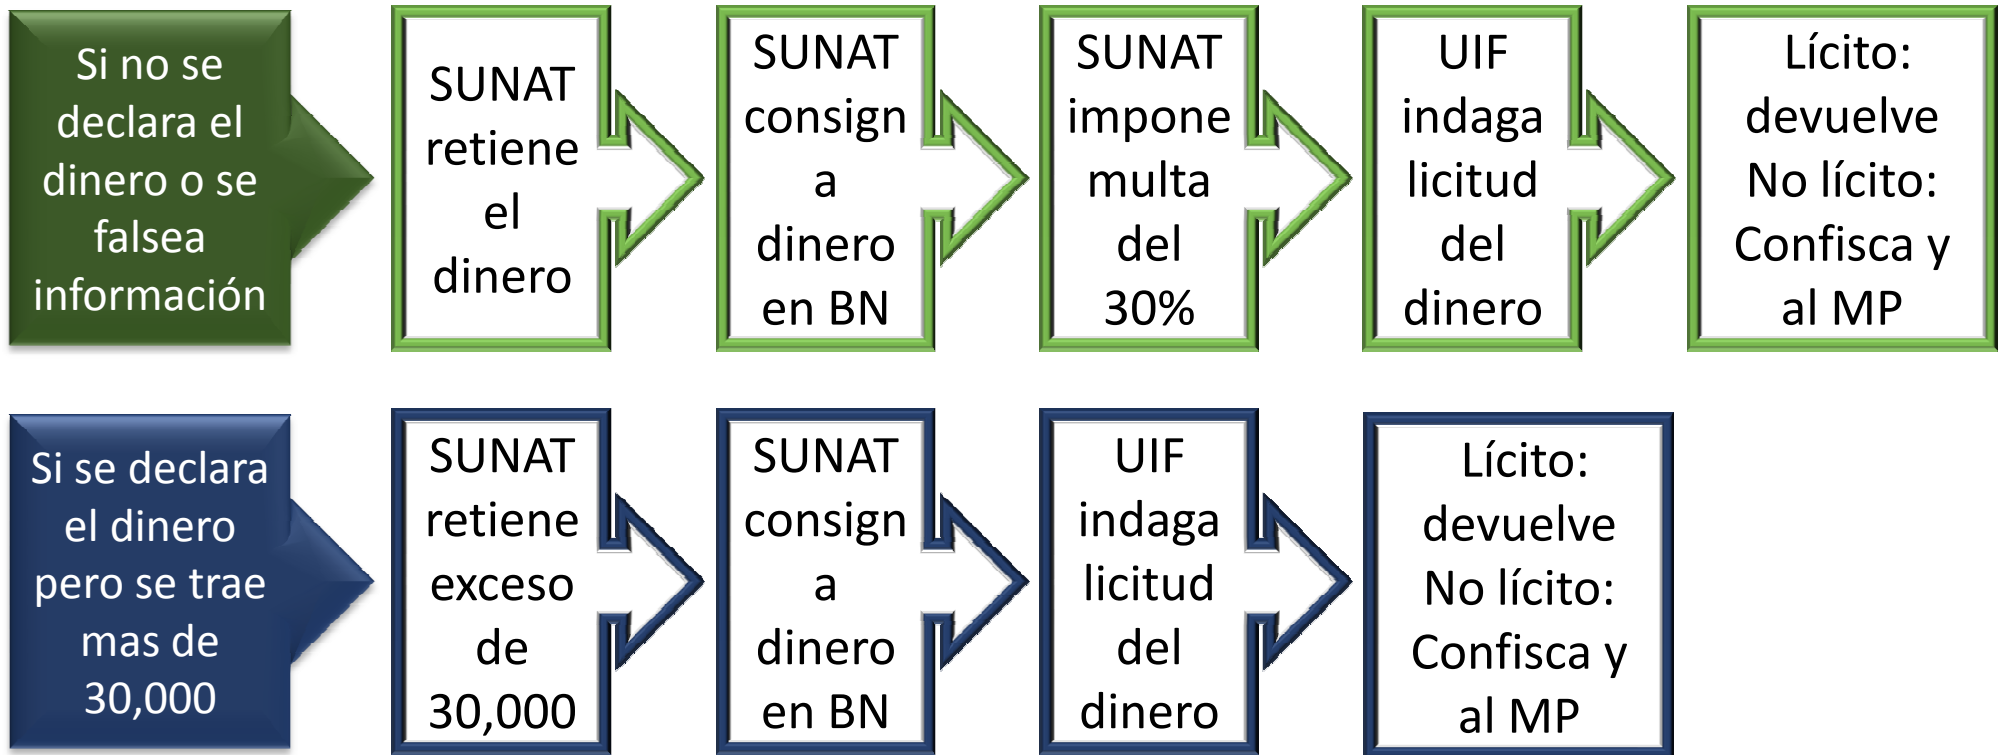 Si no se
declara el
dinero o se
falsea
información
SUNAT
retiene
el
dinero
SUNAT
consign
a
dinero
en BN
SUNAT
impone
multa
del
30%
UIF
indaga
licitud
del
dinero
Lícito:
devuelve
No lícito:
Confisca y
al MP
Si se declara
el dinero
pero se trae
mas de
30,000
SUNAT
retiene
exceso
de
30,000
SUNAT
consign
a
dinero
en BN
UIF
indaga
licitud
del
dinero
Lícito:
devuelve
No lícito:
Confisca y
al MP